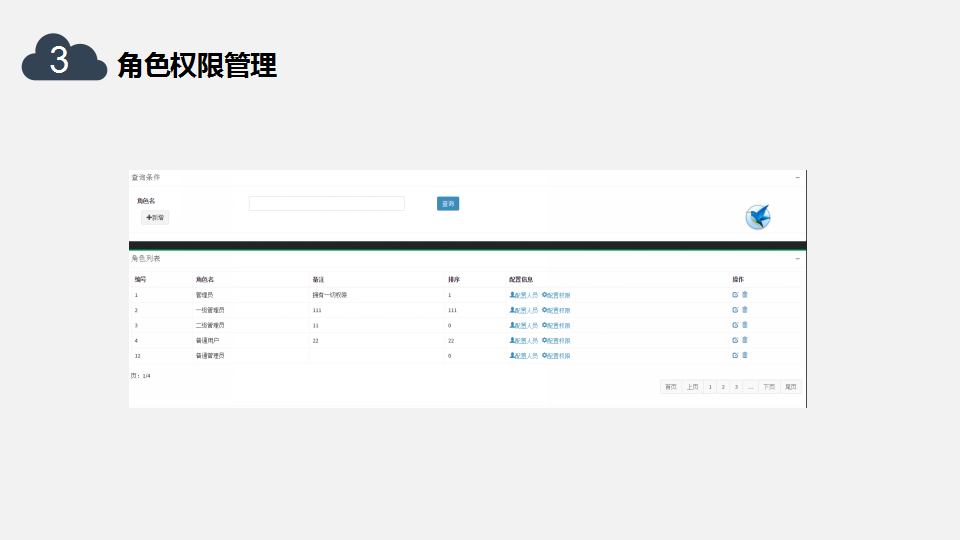 3
角色权限管理
查询条件
角色名
查询
新增
角色列表
编号 角色名 备注 排序 配置信息 操作
1 管理员 拥有一切权限 1 配置人员 配置权限
2 一级管理员 111 111 配置人员 配置权限
3 二级管理员 11 0 配置人员 配置权限
4 普通用户 22 22 配置人员 配置权限
12 普通管理员 0 配置人员 配置权限
页：1/4
首页 上页 1 2 3 ... 下页 尾页